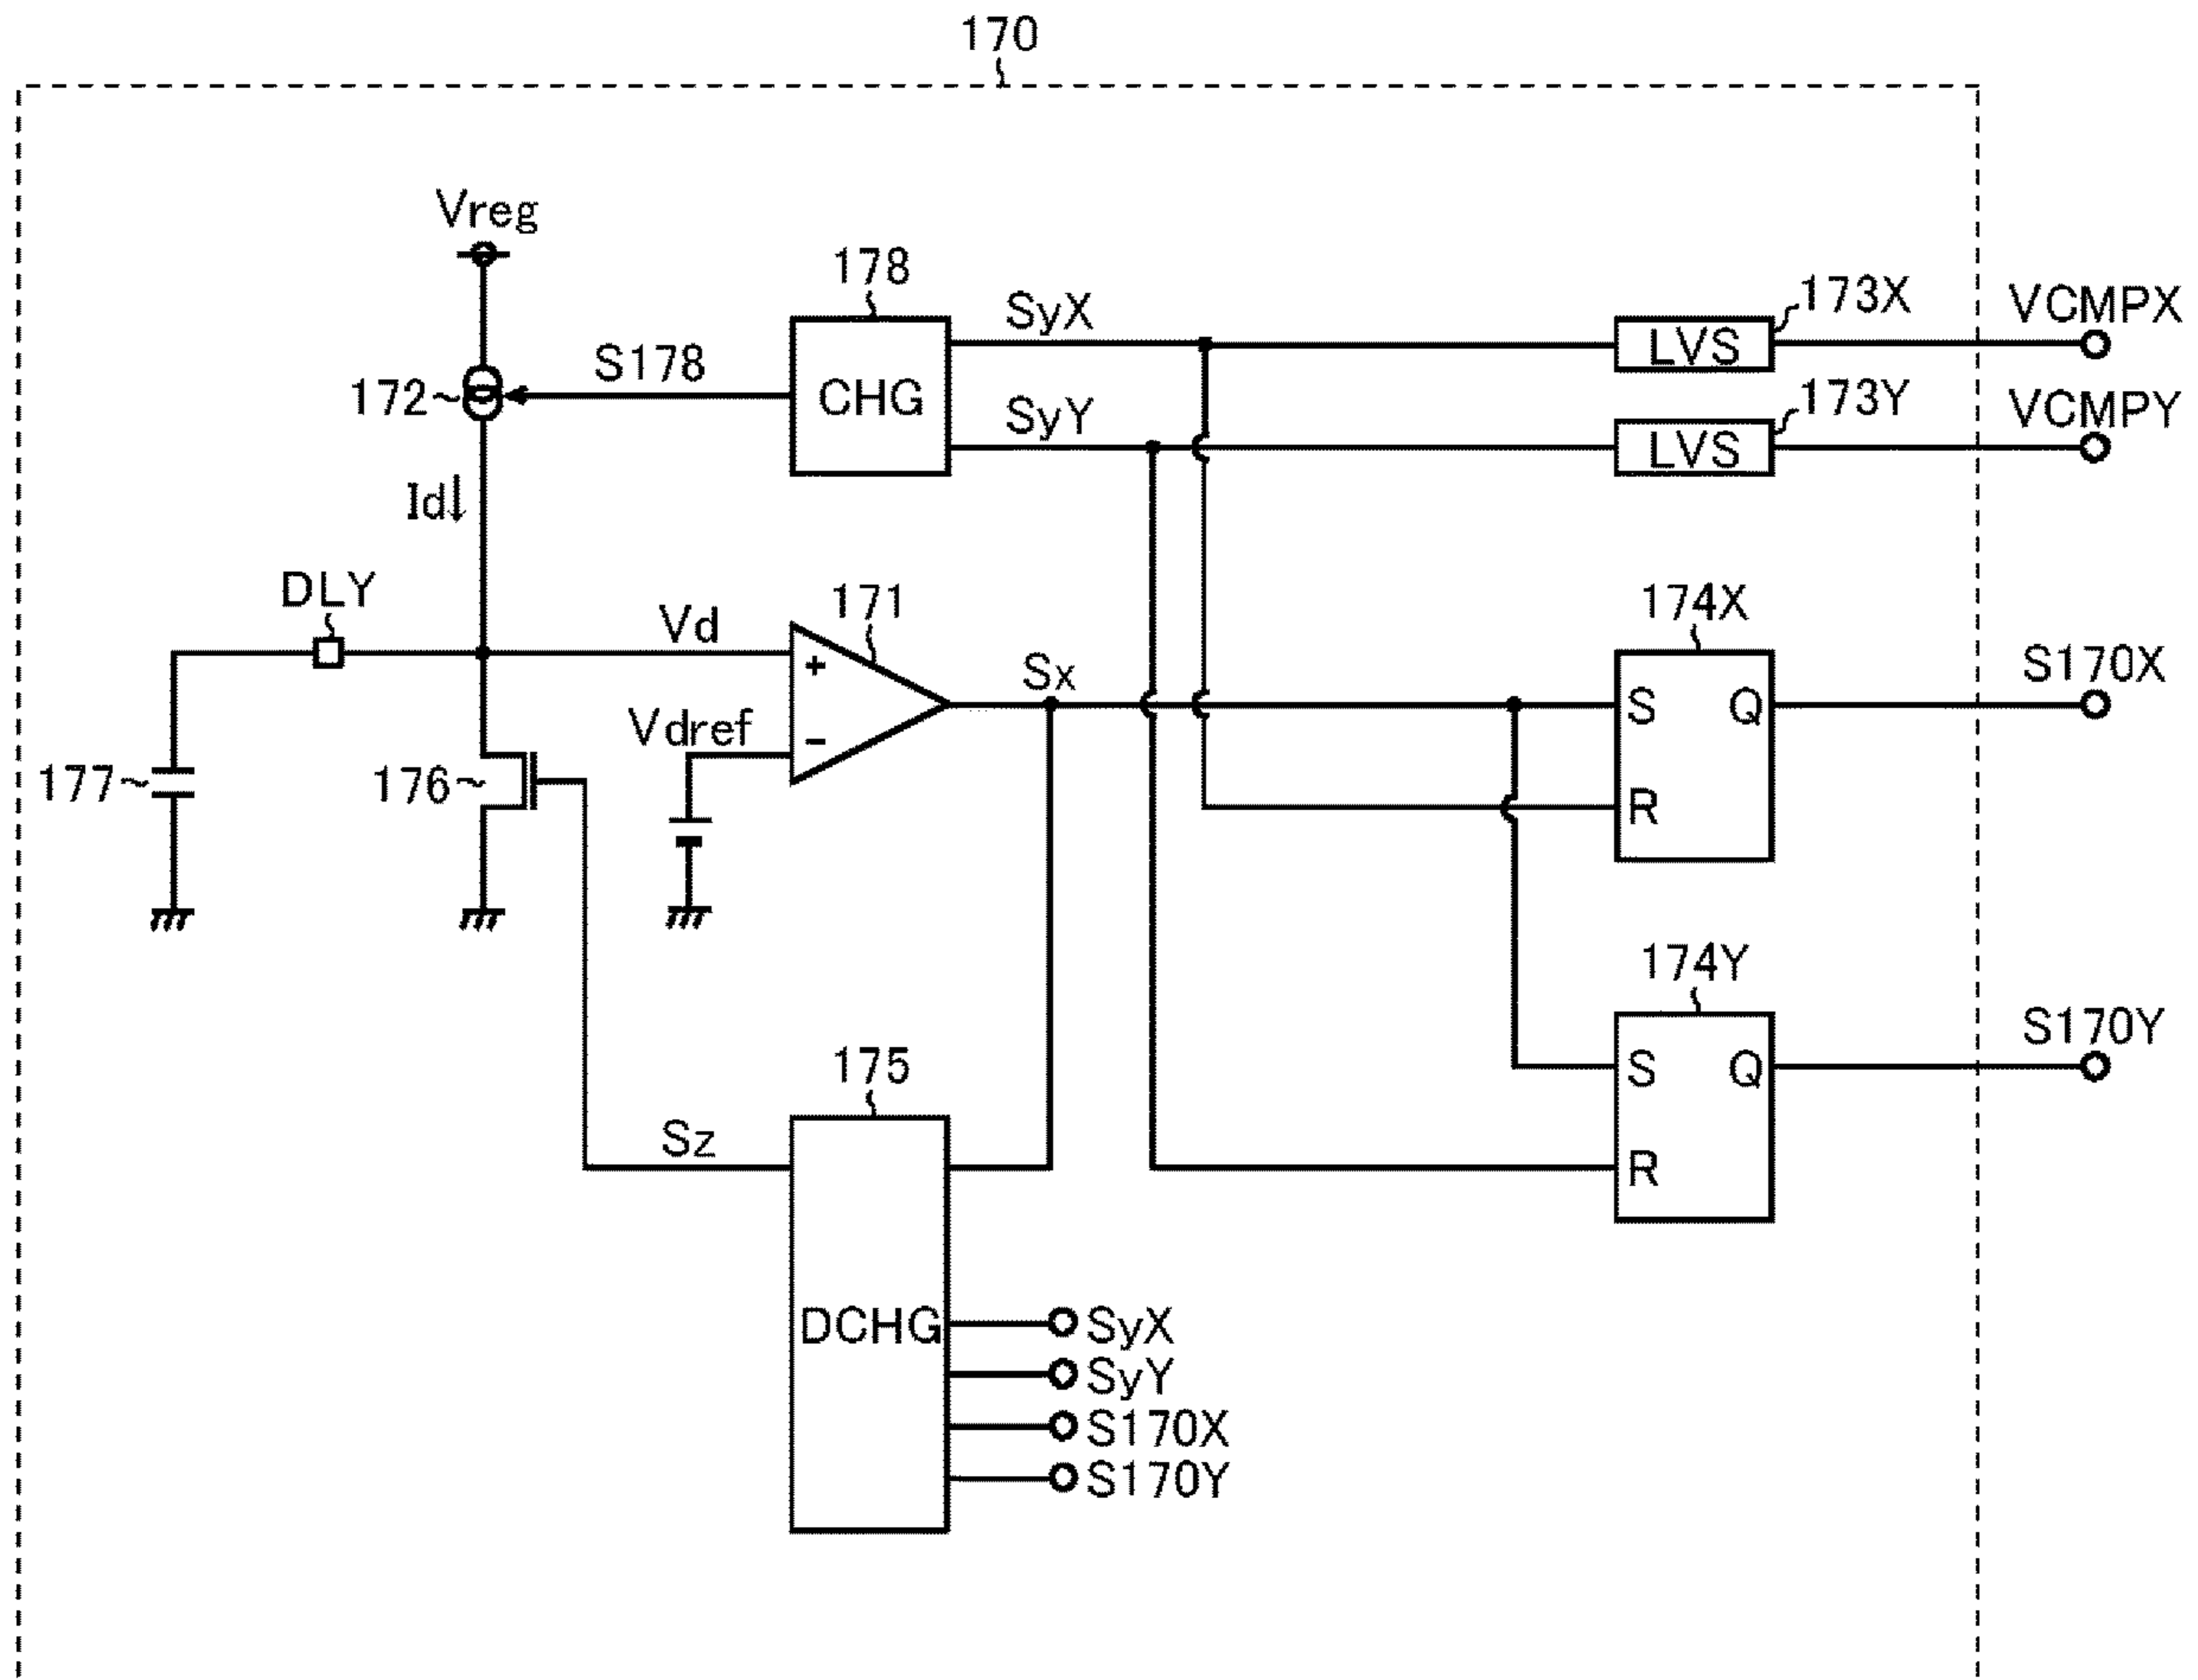 170
Vreg
178
SyX
173X
LVS
VCMPX
S178
172
CHG
SyY
173Y
LVS
VCMPY
Id
DLY
Vd
171
+
Sx
174X
S Q
S170X
Vdref
-
177
176
R
174Y
S Q
S170Y
175
Sz
R
DCHG
SyX
SyY
S170X
S170Y